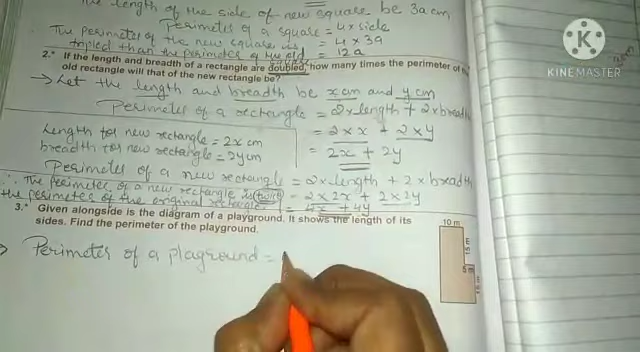 The length of the side of new square be 3a cm
Perimeter of a square = 4 x side
The perimeter of the new square is = 4 x 3a
tripled than the perimeter of the old = 12a
2.* If the length and breadth of a rectangle are doubled, how many times the perimeter of the
old rectangle will that of the new rectangle be?
→ Let the length and breadth be x cm and y cm
Perimeter of a rectangle = 2 x length + 2 x breadth
= 2 x x + 2 x y
= 2x + 2y
Length for new rectangle = 2x cm
breadth for new rectangle = 2y cm
Perimeter of a new rectangle = 2 x length + 2 x breadth
∴ The perimeter of a new rectangle is twice = 2 x 2x + 2 x 2y
the perimeter of the original rectangle = 4x + 4y
3.* Given alongside is the diagram of a playground. It shows the length of its
sides. Find the perimeter of the playground.
10 m
15 m
5 m
Perimeter of a playground =
KINEMASTER